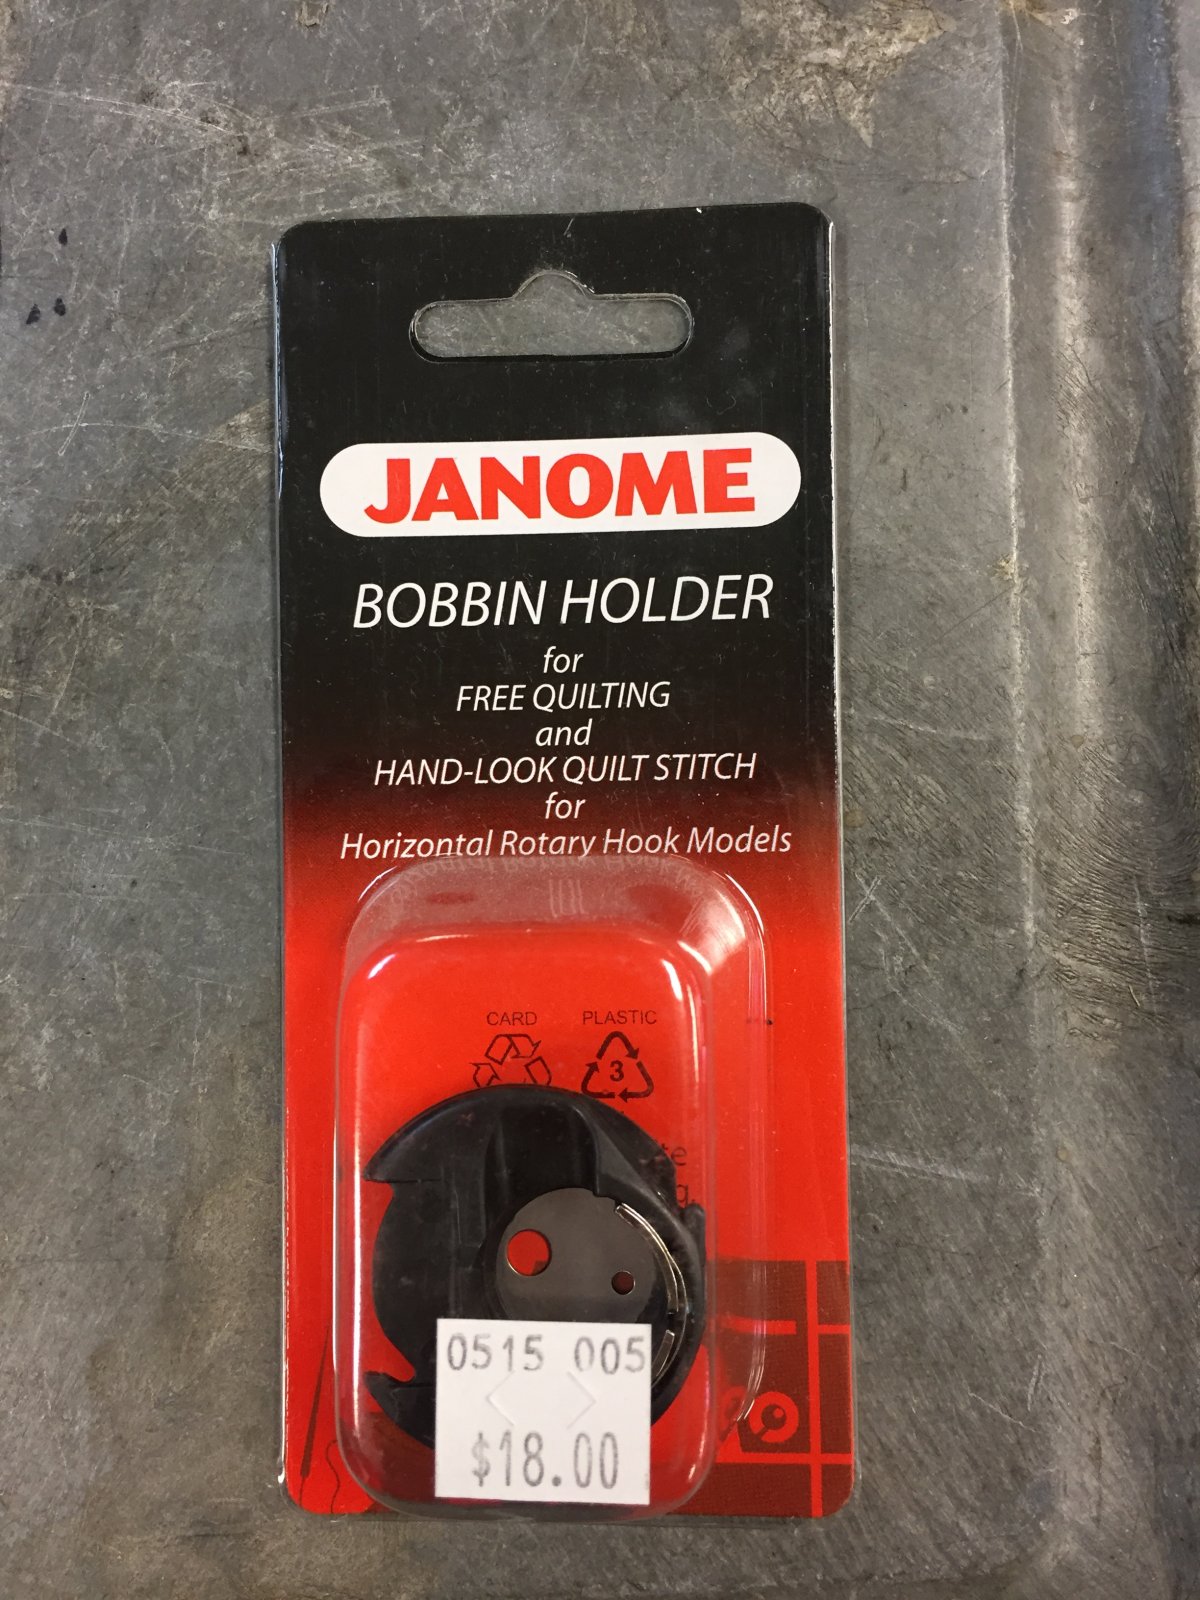 JANOME
BOBBIN HOLDER
for
FREE QUILTING
and
HAND-LOOK QUILT STITCH
for
Horizontal Rotary Hook Models
CARD PLASTIC
3
0515 005
$18.00